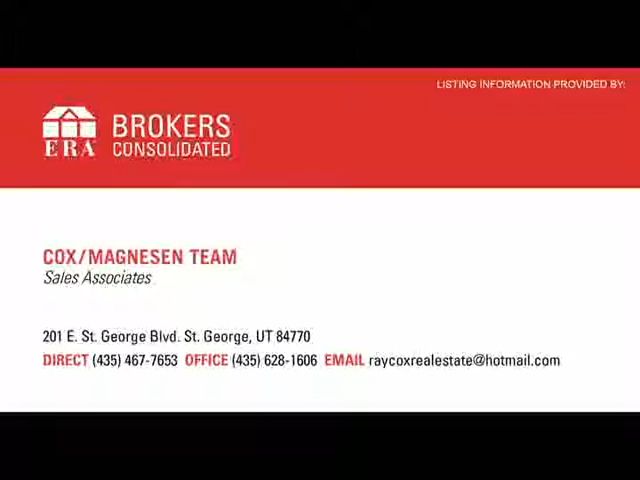 LISTING INFORMATION PROVIDED BY:
ERA
BROKERS
CONSOLIDATED
COX/MAGNESEN TEAM
Sales Associates
201 E. St. George Blvd. St. George, UT 84770
DIRECT (435) 467-7653 OFFICE (435) 628-1606 EMAIL raycoxrealestate@hotmail.com